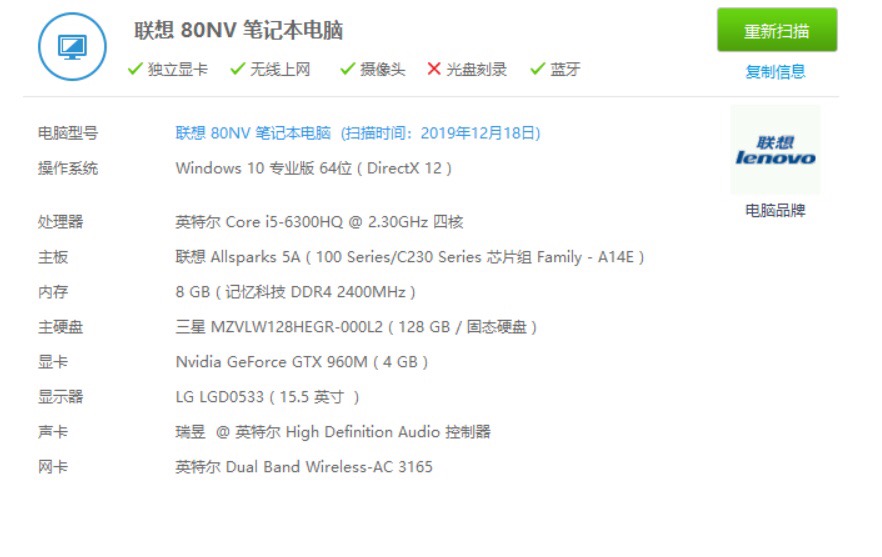 联想 80NV 笔记本电脑
重新扫描
独立显卡 无线上网 摄像头 光盘刻录 蓝牙
复制信息
电脑型号 联想 80NV 笔记本电脑 (扫描时间：2019年12月18日)
操作系统 Windows 10 专业版 64位 ( DirectX 12 )
联想
lenovo
电脑品牌
处理器 英特尔 Core i5-6300HQ @ 2.30GHz 四核
主板 联想 Allsparks 5A ( 100 Series/C230 Series 芯片组 Family - A14E )
内存 8 GB ( 记忆科技 DDR4 2400MHz )
主硬盘 三星 MZVLW128HEGR-000L2 ( 128 GB / 固态硬盘 )
显卡 Nvidia GeForce GTX 960M ( 4 GB )
显示器 LG LGD0533 ( 15.5 英寸 )
声卡 瑞昱 @ 英特尔 High Definition Audio 控制器
网卡 英特尔 Dual Band Wireless-AC 3165